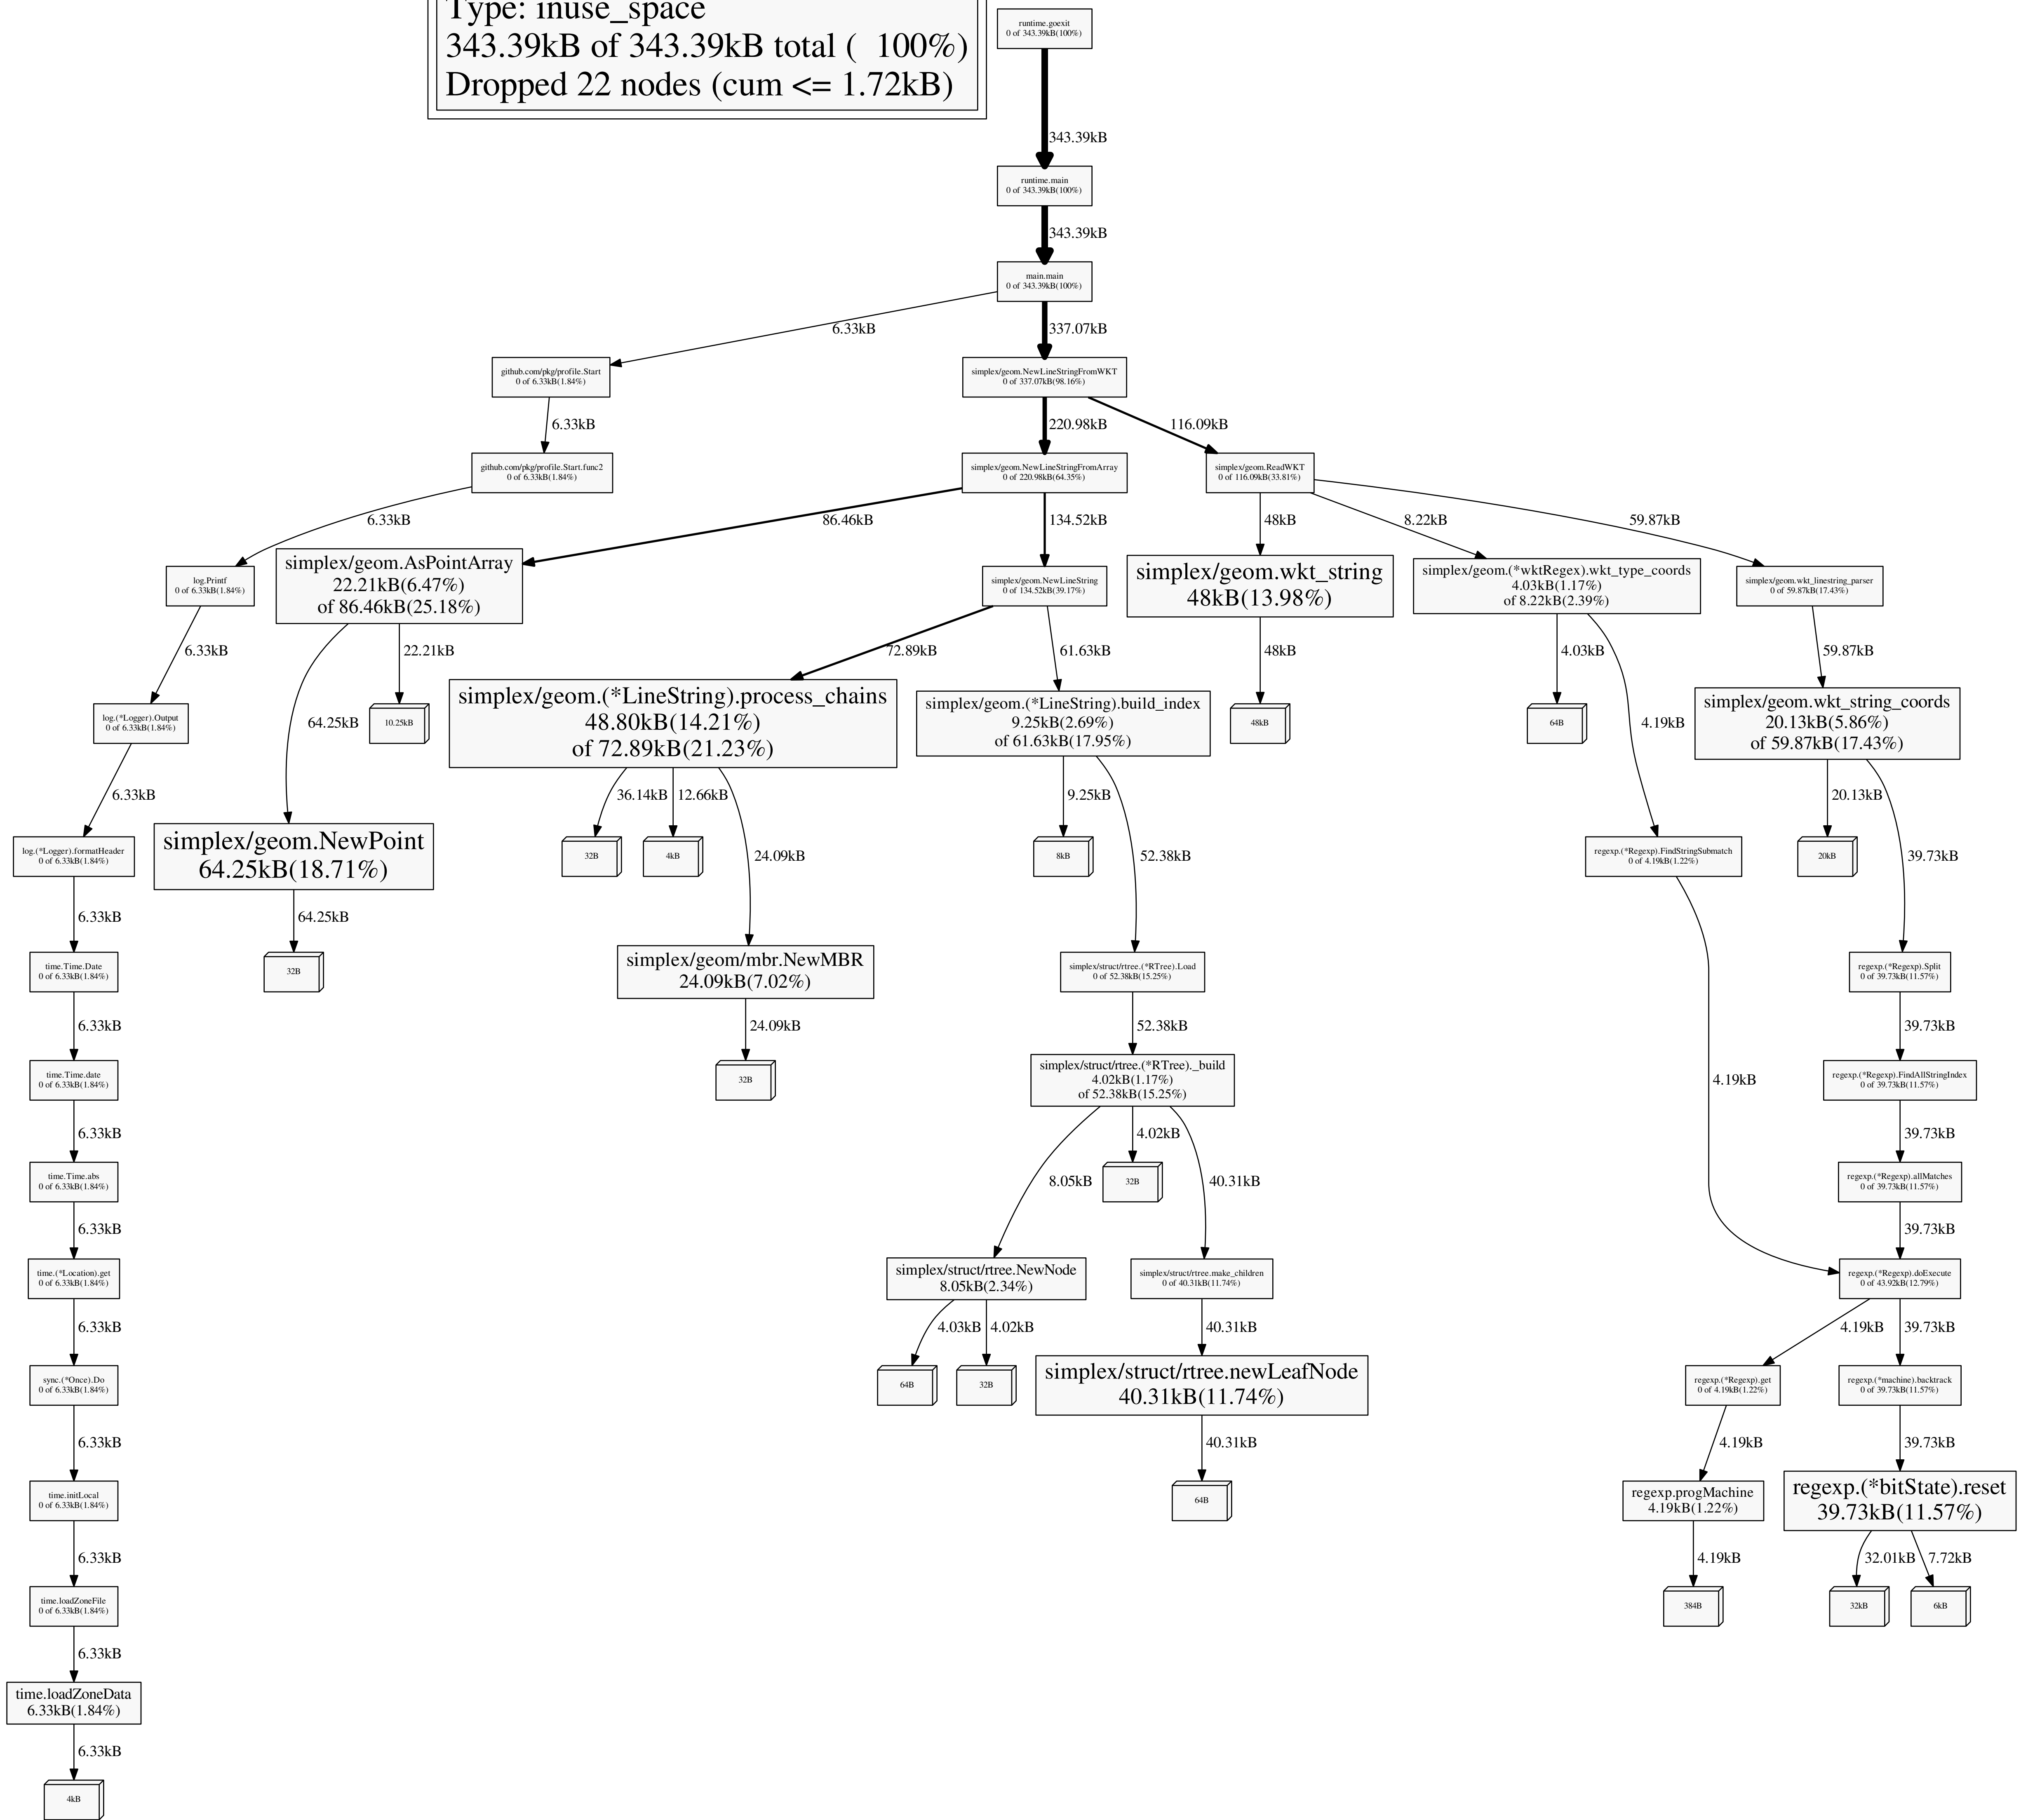 Type: inuse_space
343.39kB of 343.39kB total (  100%)
Dropped 22 nodes (cum <= 1.72kB)
runtime.goexit
0 of 343.39kB(100%)
343.39kB
runtime.main
0 of 343.39kB(100%)
343.39kB
main.main
0 of 343.39kB(100%)
6.33kB
337.07kB
github.com/pkg/profile.Start
0 of 6.33kB(1.84%)
simplex/geom.NewLineStringFromWKT
0 of 337.07kB(98.16%)
6.33kB
220.98kB
116.09kB
github.com/pkg/profile.Start.func2
0 of 6.33kB(1.84%)
simplex/geom.NewLineStringFromArray
0 of 220.98kB(64.35%)
simplex/geom.ReadWKT
0 of 116.09kB(33.81%)
6.33kB
86.46kB
134.52kB
48kB
8.22kB
59.87kB
log.Printf
0 of 6.33kB(1.84%)
simplex/geom.AsPointArray
22.21kB(6.47%)
of 86.46kB(25.18%)
simplex/geom.NewLineString
0 of 134.52kB(39.17%)
simplex/geom.wkt_string
48kB(13.98%)
simplex/geom.(*wktRegex).wkt_type_coords
4.03kB(1.17%)
of 8.22kB(2.39%)
simplex/geom.wkt_linestring_parser
0 of 59.87kB(17.43%)
6.33kB
22.21kB
72.89kB
61.63kB
48kB
4.03kB
59.87kB
log.(*Logger).Output
0 of 6.33kB(1.84%)
64.25kB
10.25kB
simplex/geom.(*LineString).process_chains
48.80kB(14.21%)
of 72.89kB(21.23%)
simplex/geom.(*LineString).build_index
9.25kB(2.69%)
of 61.63kB(17.95%)
48kB
64B
4.19kB
simplex/geom.wkt_string_coords
20.13kB(5.86%)
of 59.87kB(17.43%)
6.33kB
36.14kB
12.66kB
9.25kB
20.13kB
log.(*Logger).formatHeader
0 of 6.33kB(1.84%)
simplex/geom.NewPoint
64.25kB(18.71%)
32B
4kB
24.09kB
8kB
52.38kB
regexp.(*Regexp).FindStringSubmatch
0 of 4.19kB(1.22%)
20kB
39.73kB
6.33kB
64.25kB
time.Time.Date
0 of 6.33kB(1.84%)
32B
simplex/geom/mbr.NewMBR
24.09kB(7.02%)
simplex/struct/rtree.(*RTree).Load
0 of 52.38kB(15.25%)
regexp.(*Regexp).Split
0 of 39.73kB(11.57%)
6.33kB
24.09kB
52.38kB
39.73kB
time.Time.date
0 of 6.33kB(1.84%)
32B
simplex/struct/rtree.(*RTree)._build
4.02kB(1.17%)
of 52.38kB(15.25%)
4.19kB
regexp.(*Regexp).FindAllStringIndex
0 of 39.73kB(11.57%)
6.33kB
4.02kB
39.73kB
time.Time.abs
0 of 6.33kB(1.84%)
8.05kB
32B
40.31kB
regexp.(*Regexp).allMatches
0 of 39.73kB(11.57%)
6.33kB
39.73kB
time.(*Location).get
0 of 6.33kB(1.84%)
simplex/struct/rtree.NewNode
8.05kB(2.34%)
simplex/struct/rtree.make_children
0 of 40.31kB(11.74%)
regexp.(*Regexp).doExecute
0 of 43.92kB(12.79%)
6.33kB
4.03kB
4.02kB
40.31kB
4.19kB
39.73kB
sync.(*Once).Do
0 of 6.33kB(1.84%)
64B
32B
simplex/struct/rtree.newLeafNode
40.31kB(11.74%)
regexp.(*Regexp).get
0 of 4.19kB(1.22%)
regexp.(*machine).backtrack
0 of 39.73kB(11.57%)
6.33kB
40.31kB
4.19kB
39.73kB
time.initLocal
0 of 6.33kB(1.84%)
64B
regexp.progMachine
4.19kB(1.22%)
regexp.(*bitState).reset
39.73kB(11.57%)
6.33kB
4.19kB
32.01kB
7.72kB
time.loadZoneFile
0 of 6.33kB(1.84%)
384B
32kB
6kB
6.33kB
time.loadZoneData
6.33kB(1.84%)
6.33kB
4kB